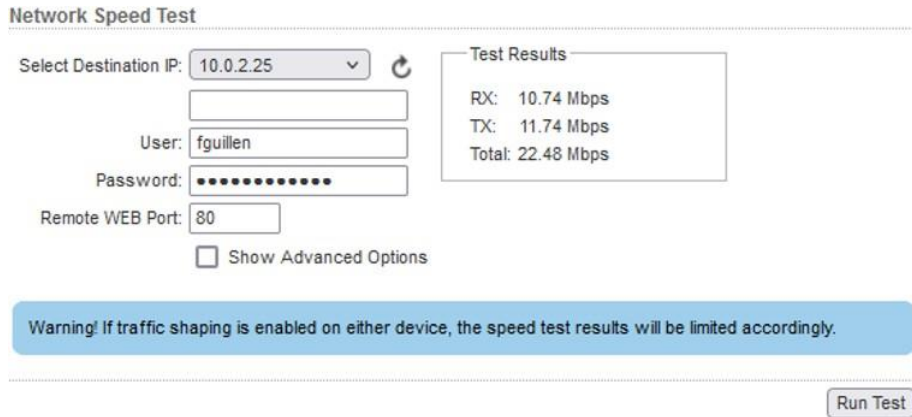 Network Speed Test
Select Destination IP: 10.0.2.25
User: fguillen
Password: ••••••••••••
Remote WEB Port: 80
Show Advanced Options
Test Results
RX: 10.74 Mbps
TX: 11.74 Mbps
Total: 22.48 Mbps
Warning! If traffic shaping is enabled on either device, the speed test results will be limited accordingly.
Run Test